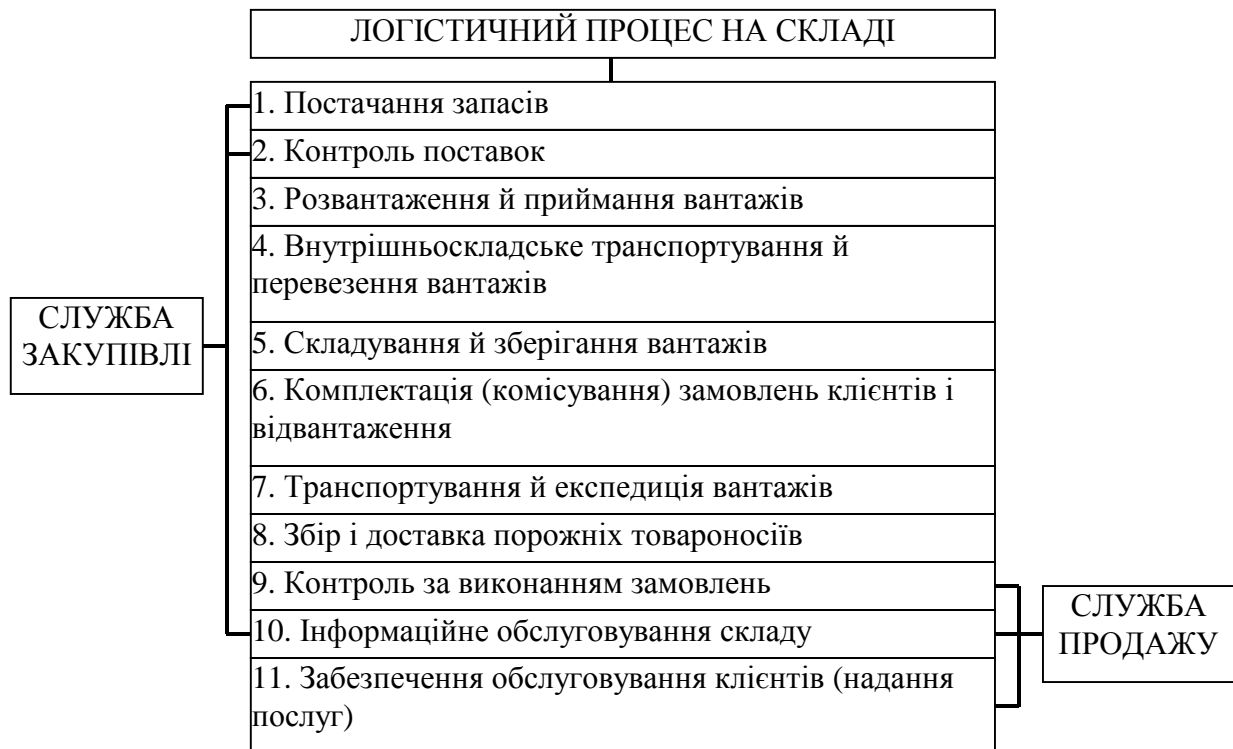 ЛОГІСТИЧНИЙ ПРОЦЕС НА СКЛАДІ
1. Постачання запасів
2. Контроль поставок
3. Розвантаження й приймання вантажів
4. Внутрішньоскладське транспортування й
перевезення вантажів
СЛУЖБА
ЗАКУПІВЛІ
5. Складування й зберігання вантажів
6. Комплектація (комісування) замовлень клієнтів і
відвантаження
7. Транспортування й експедиція вантажів
8. Збір і доставка порожніх товароносіїв
9. Контроль за виконанням замовлень
10. Інформаційне обслуговування складу
11. Забезпечення обслуговування клієнтів (надання
послуг)
СЛУЖБА
ПРОДАЖУ